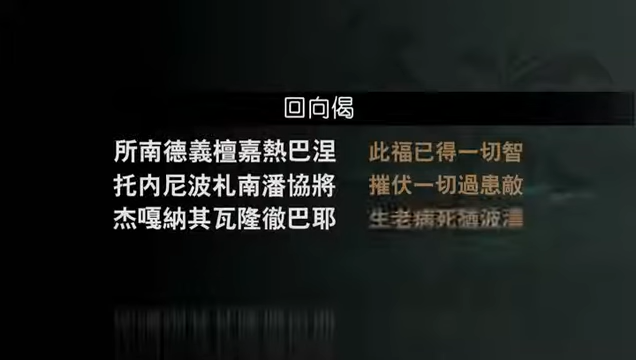 回向偈
所南德義檀嘉熱巴涅 此福已得一切智
托内尼波札南潘協將 摧伏一切過患敵
杰嘎納其瓦隆徹巴耶 生老病死猶波濤